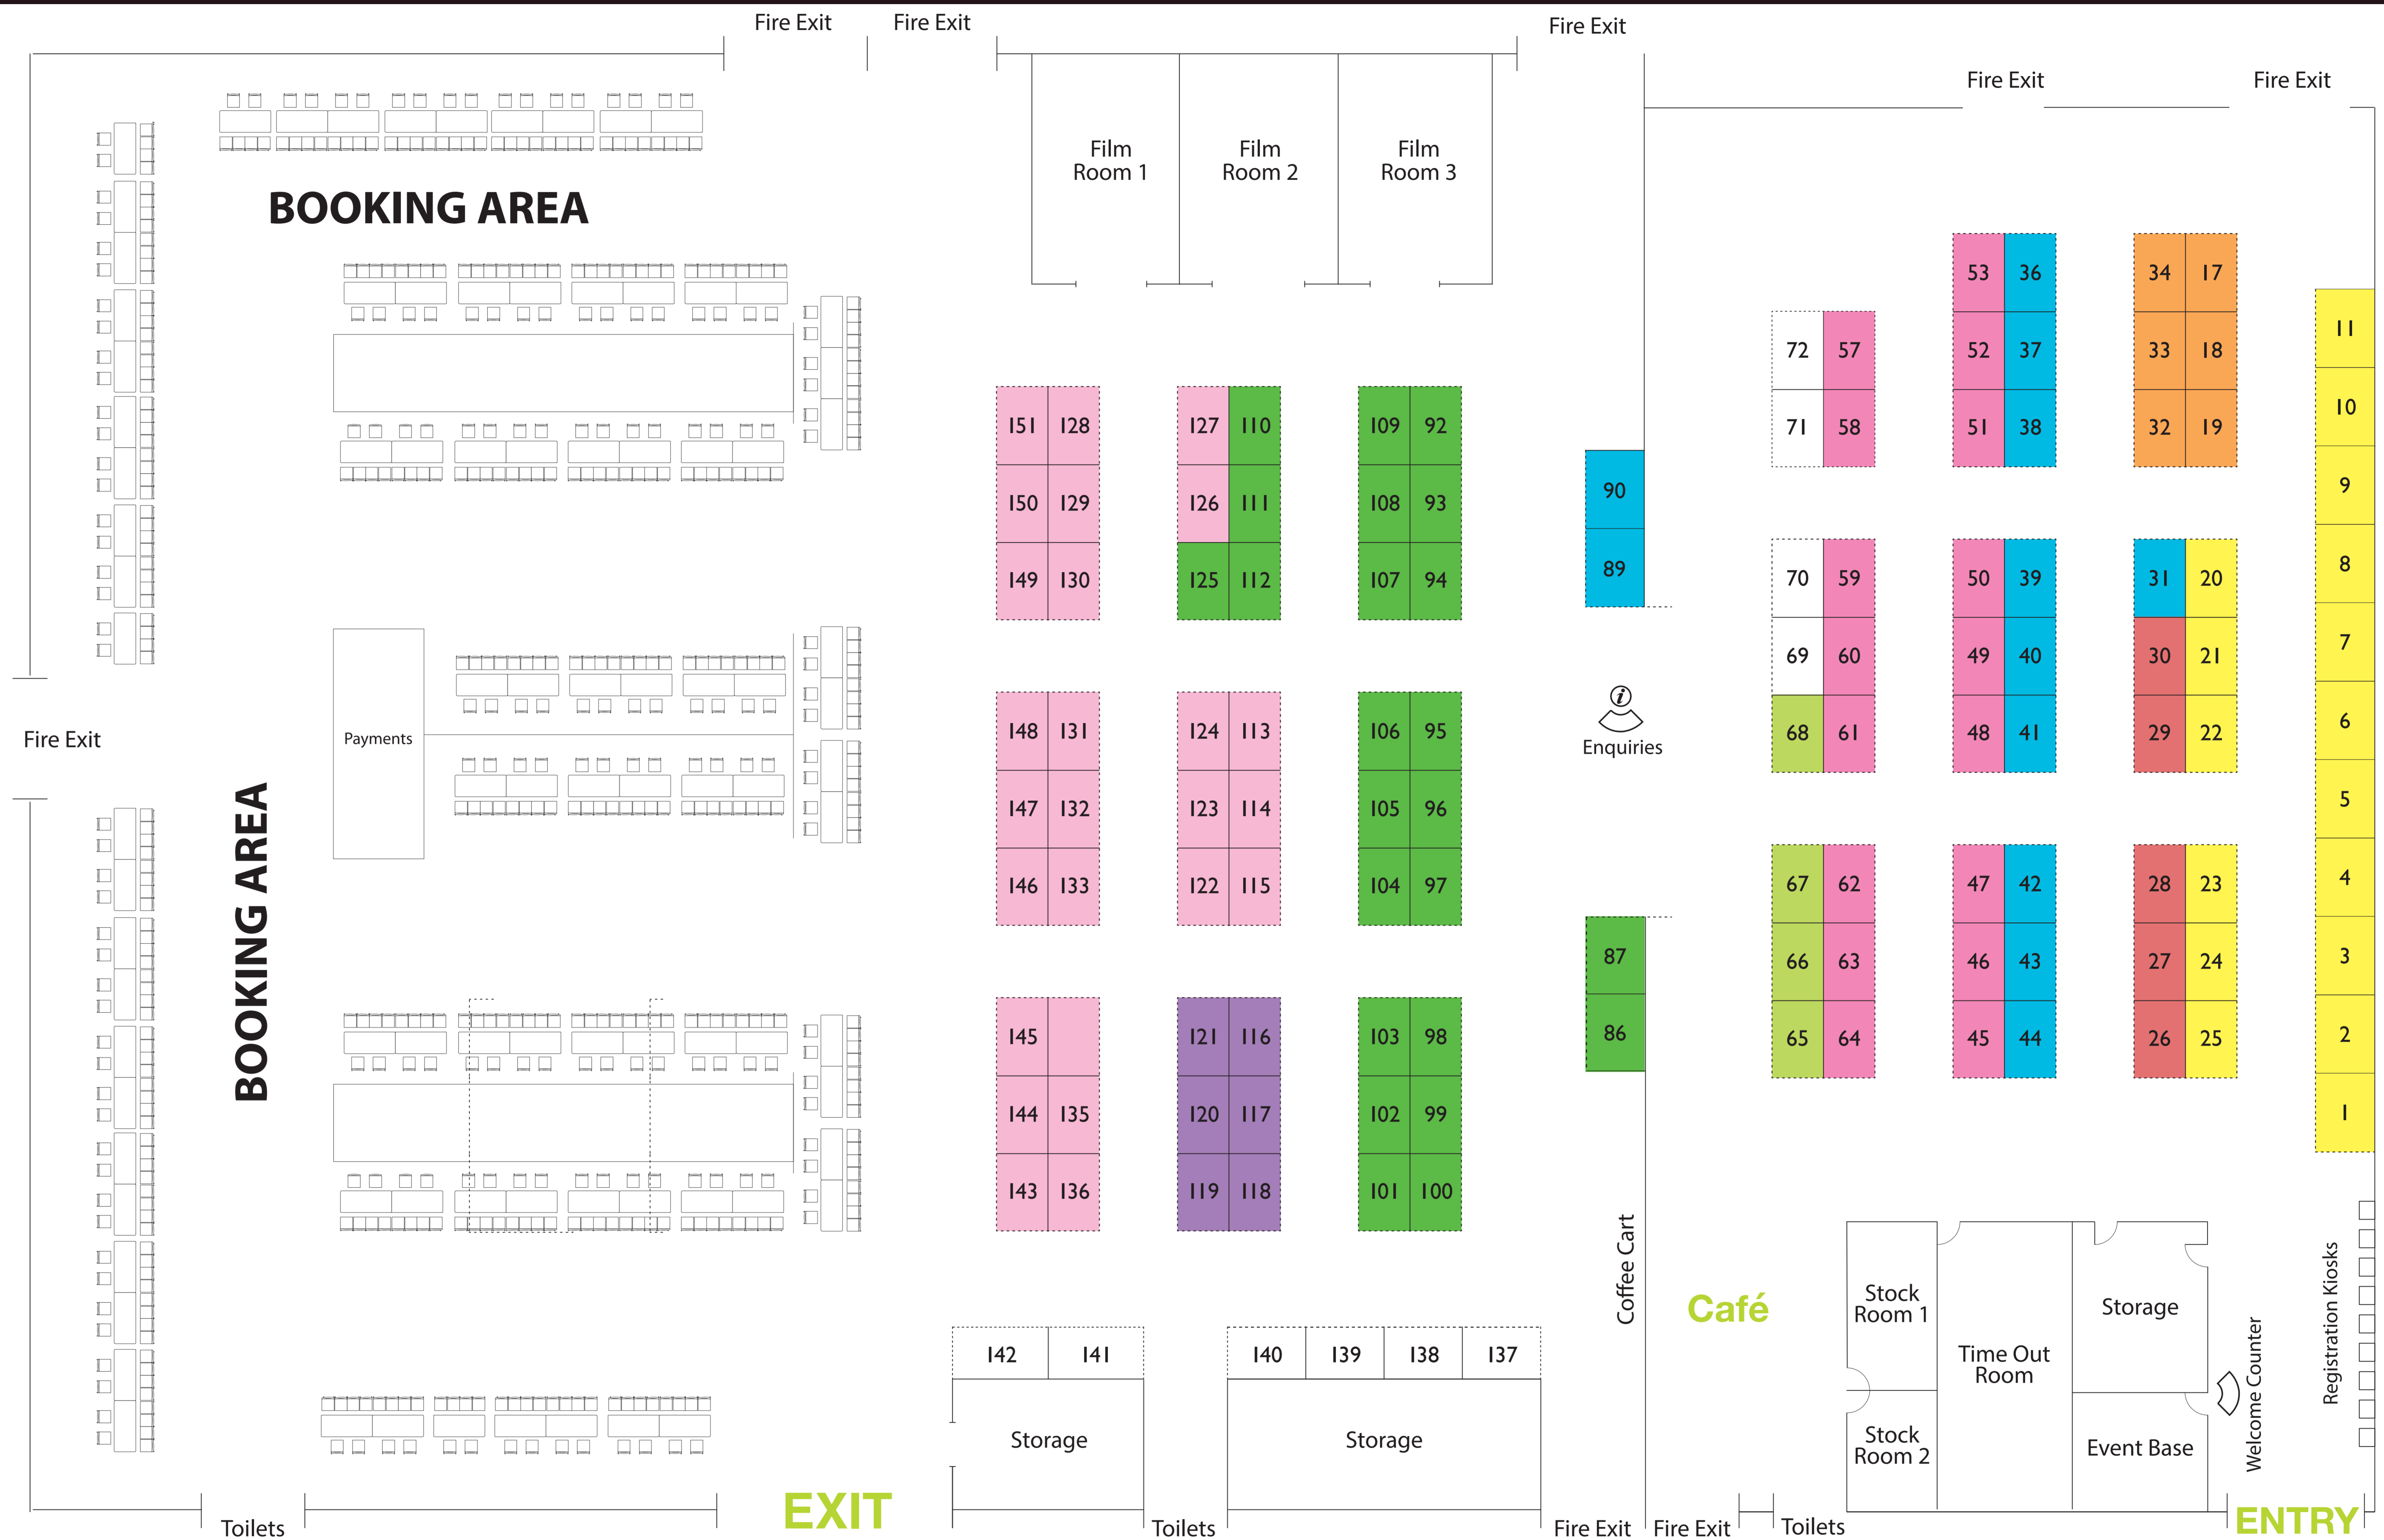 Fire Exit
Fire Exit
Fire Exit
Fire Exit
Fire Exit
BOOKING AREA
Film
Room 1
Film
Room 2
Film
Room 3
53 36
52 37
51 38
34 17
33 18
32 19
72 57
71 58
11
10
9
8
7
6
5
4
3
2
1
151 128
150 129
149 130
127 110
126 111
125 112
109 92
108 93
107 94
90
89
70 59
69 60
68 61
50 39
49 40
48 41
31 20
30 21
29 22
Fire Exit
Payments
148 131
147 132
146 133
124 113
123 114
122 115
106 95
105 96
104 97
i
Enquiries
BOOKING AREA
87
86
67 62
66 63
65 64
47 42
46 43
45 44
28 23
27 24
26 25
145
144 135
143 136
121 116
120 117
119 118
103 98
102 99
101 100
Coffee Cart
Café
Stock
Room 1
Stock
Room 2
Time Out
Room
Storage
Event Base
Welcome Counter
Registration Kiosks
142 141
Storage
140 139 138 137
Storage
Toilets
EXIT
Toilets
Fire Exit
Fire Exit
Toilets
ENTRY